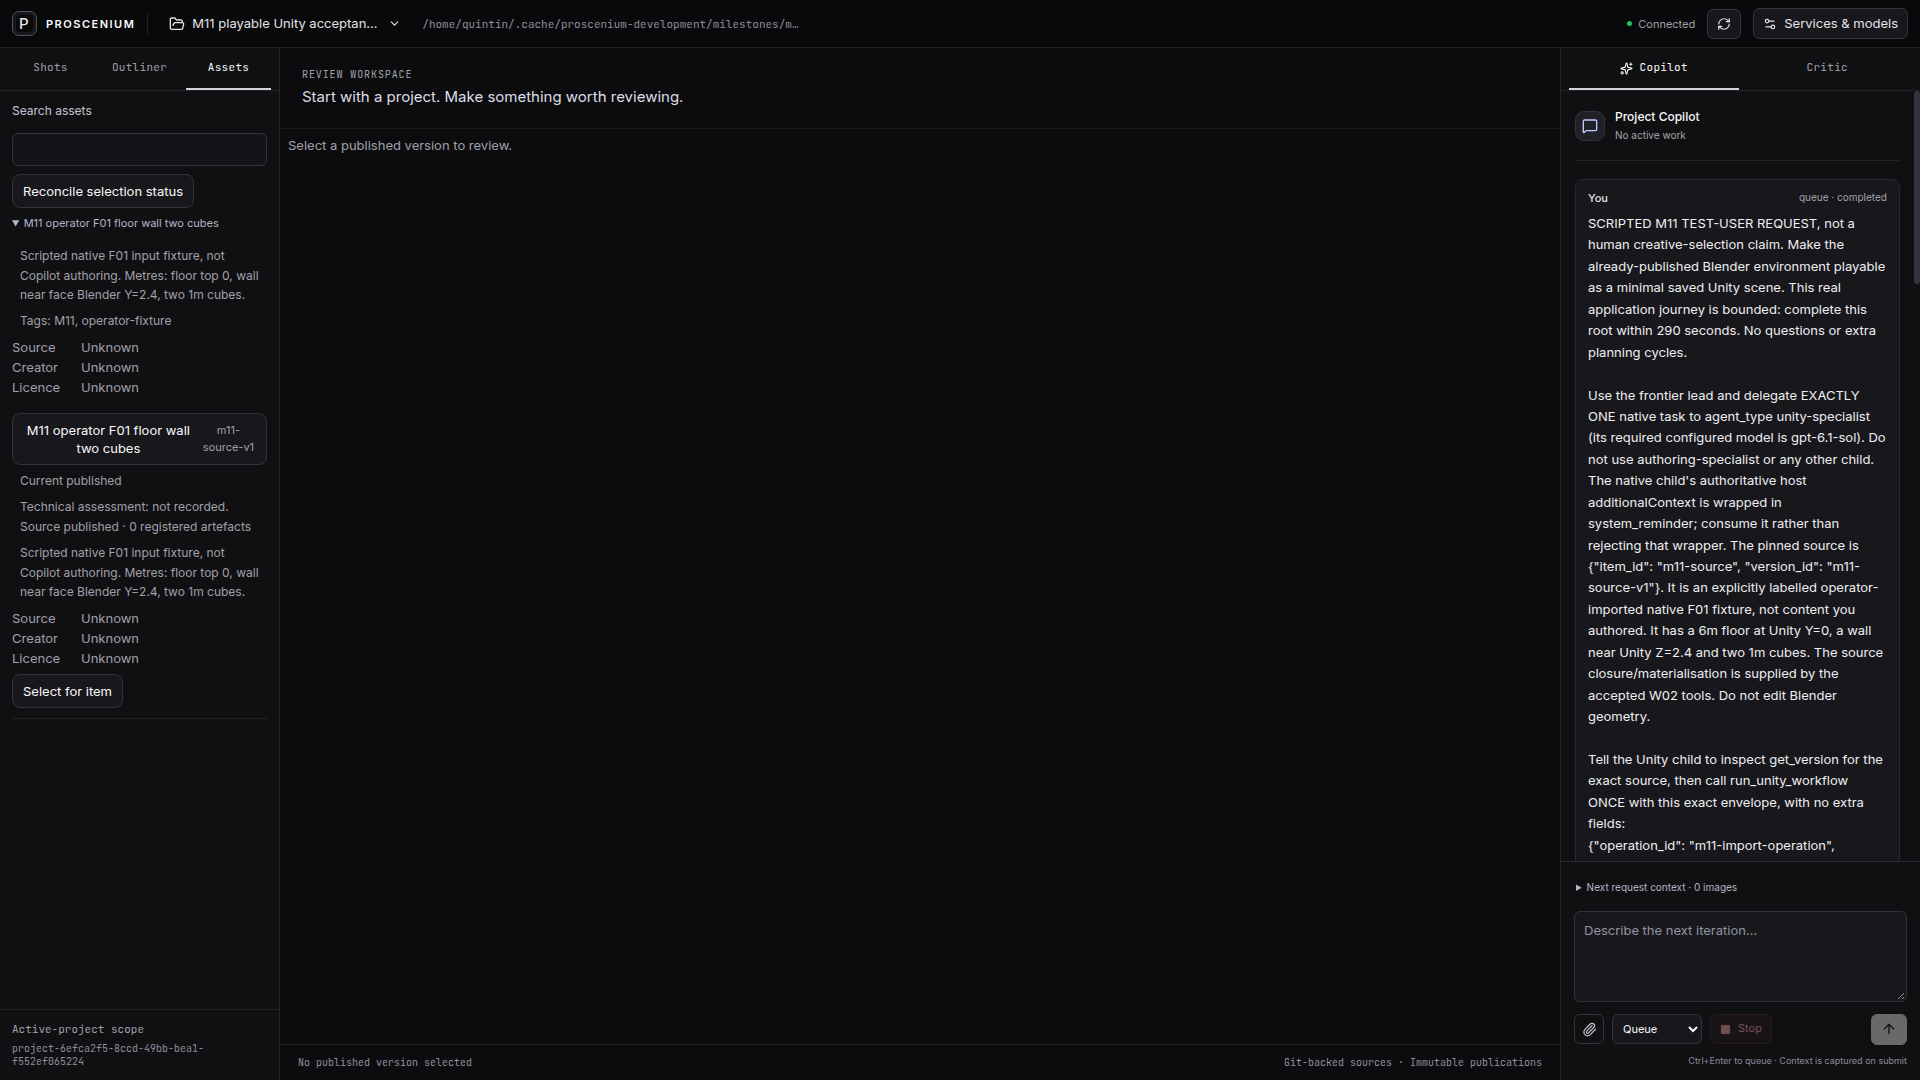 P PROSCENIUM
M11 playable Unity acceptan...
/home/quintin/.cache/proscenium-development/milestones/m…
Connected
Services & models
Shots
Outliner
Assets
Search assets
Reconcile selection status
M11 operator F01 floor wall two cubes
Scripted native F01 input fixture, not
Copilot authoring. Metres: floor top 0, wall
near face Blender Y=2.4, two 1m cubes.
Tags: M11, operator-fixture
Source Unknown
Creator Unknown
Licence Unknown
M11 operator F01 floor wall
two cubes
m11-
source-v1
Current published
Technical assessment: not recorded.
Source published · 0 registered artefacts
Scripted native F01 input fixture, not
Copilot authoring. Metres: floor top 0, wall
near face Blender Y=2.4, two 1m cubes.
Source Unknown
Creator Unknown
Licence Unknown
Select for item
Active-project scope
project-6efca2f5-8ccd-49bb-bea1-
f552ef065224
REVIEW WORKSPACE
Start with a project. Make something worth reviewing.
Select a published version to review.
No published version selected
Git-backed sources · Immutable publications
Copilot
Critic
Project Copilot
No active work
You
queue · completed
SCRIPTED M11 TEST-USER REQUEST, not a
human creative-selection claim. Make the
already-published Blender environment playable
as a minimal saved Unity scene. This real
application journey is bounded: complete this
root within 290 seconds. No questions or extra
planning cycles.
Use the frontier lead and delegate EXACTLY
ONE native task to agent_type unity-specialist
(its required configured model is gpt-6.1-sol). Do
not use authoring-specialist or any other child.
The native child's authoritative host
additionalContext is wrapped in
system_reminder; consume it rather than
rejecting that wrapper. The pinned source is
{"item_id": "m11-source", "version_id": "m11-
source-v1"}. It is an explicitly labelled operator-
imported native F01 fixture, not content you
authored. It has a 6m floor at Unity Y=0, a wall
near Unity Z=2.4 and two 1m cubes. The source
closure/materialisation is supplied by the
accepted W02 tools. Do not edit Blender
geometry.
Tell the Unity child to inspect get_version for the
exact source, then call run_unity_workflow
ONCE with this exact envelope, with no extra
fields:
{"operation_id": "m11-import-operation",
Next request context · 0 images
Describe the next iteration...
Queue
Stop
Ctrl+Enter to queue · Context is captured on submit